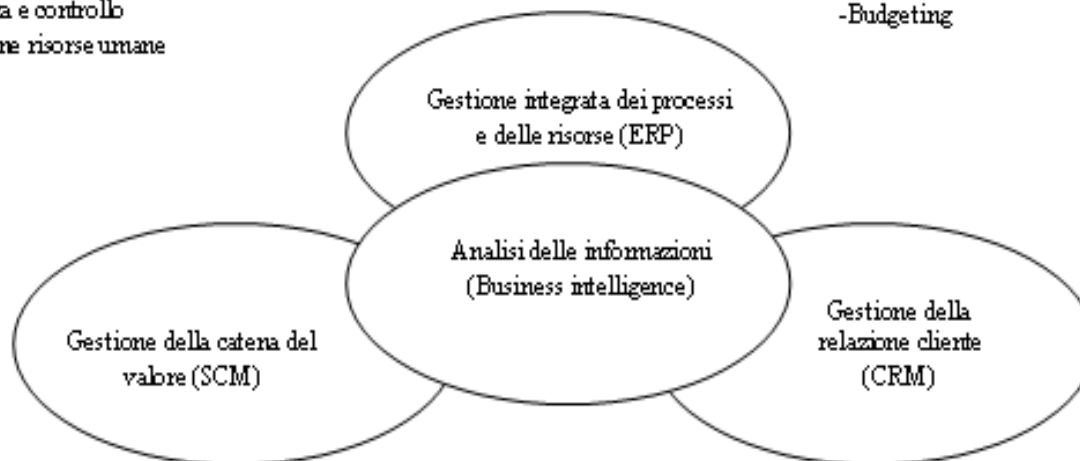 a e controllo
-Budgeting
ne risorse umane
Gestione integrata dei processi
e delle risorse (ERP)
Analisi delle informazioni
(Business intelligence)
Gestione della catena del
valore (SCM)
Gestione della
relazione cliente
(CRM)